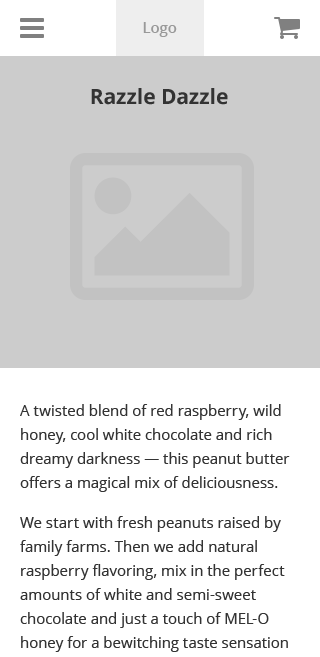 Logo
Razzle Dazzle
A twisted blend of red raspberry, wild
honey, cool white chocolate and rich
dreamy darkness — this peanut butter
offers a magical mix of deliciousness.
We start with fresh peanuts raised by
family farms. Then we add natural
raspberry flavoring, mix in the perfect
amounts of white and semi-sweet
chocolate and just a touch of MEL-O
honey for a bewitching taste sensation